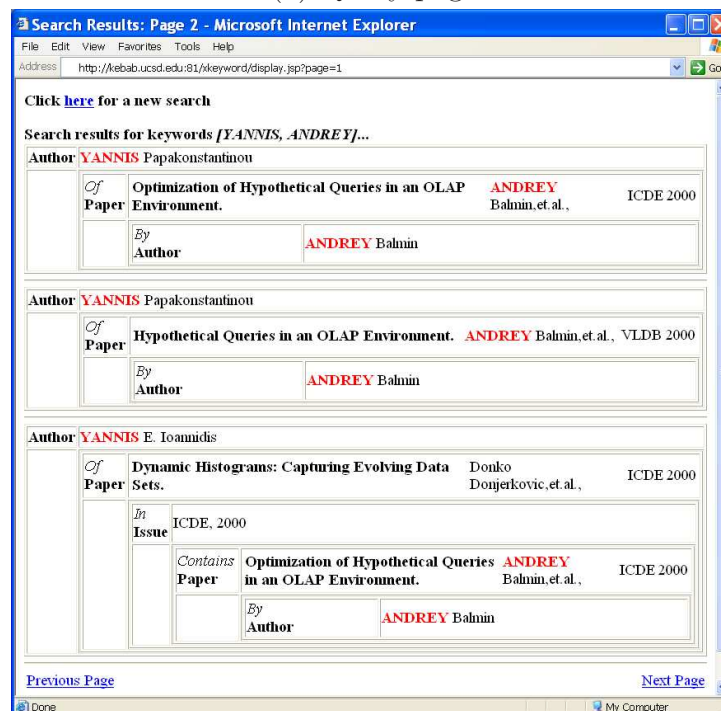 Search Results: Page 2 - Microsoft Internet Explorer
File Edit View Favorites Tools Help
Address http://kebab.ucsd.edu:81/xkeyword/display.jsp?page=1 Go
Click here for a new search
Search results for keywords [YANNIS, ANDREY]...
Author YANNIS Papakonstantinou
Of Paper Optimization of Hypothetical Queries in an OLAP Environment. ANDREY Balmin,et.al., ICDE 2000
By Author ANDREY Balmin
Author YANNIS Papakonstantinou
Of Paper Hypothetical Queries in an OLAP Environment. ANDREY Balmin,et.al., VLDB 2000
By Author ANDREY Balmin
Author YANNIS E. Ioannidis
Of Paper Dynamic Histograms: Capturing Evolving Data Sets. Donko Donjerkovic,et.al., ICDE 2000
In Issue ICDE, 2000
Contains Paper Optimization of Hypothetical Queries in an OLAP Environment. ANDREY Balmin,et.al., ICDE 2000
By Author ANDREY Balmin
Previous Page Next Page
Done My Computer